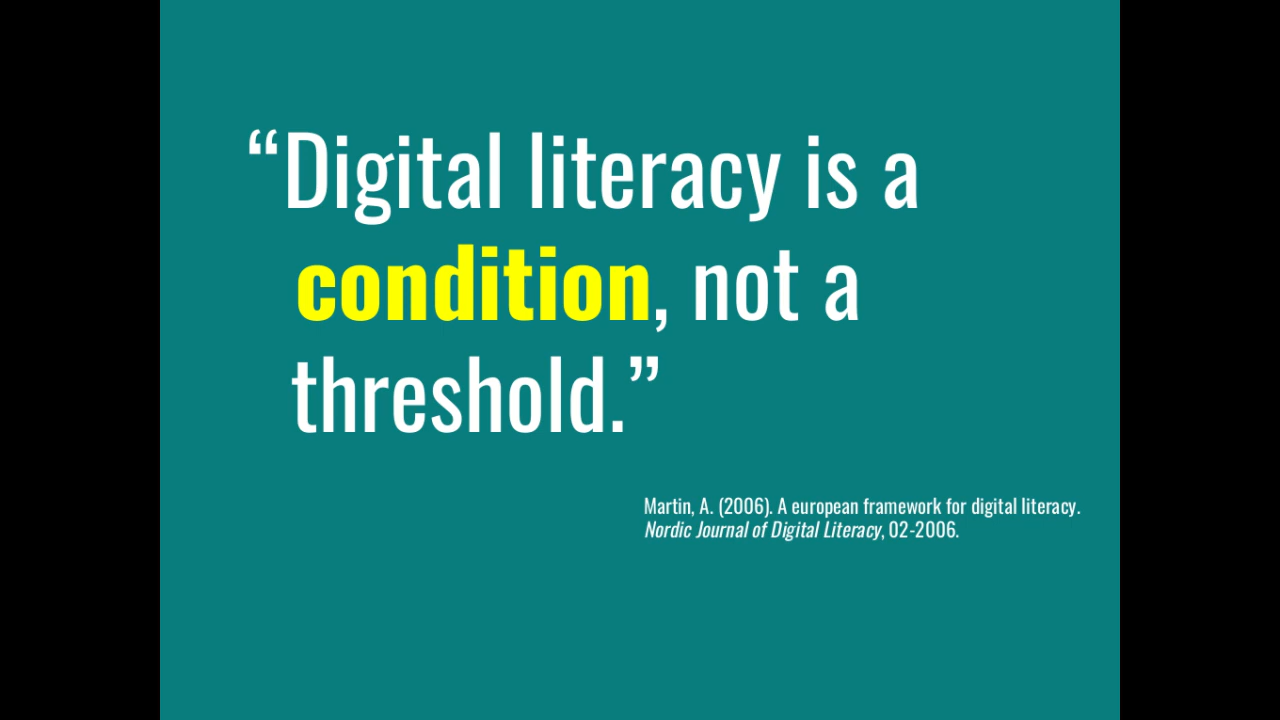 “Digital literacy is a
condition, not a
threshold.”
Martin, A. (2006). A european framework for digital literacy.
Nordic Journal of Digital Literacy, 02-2006.